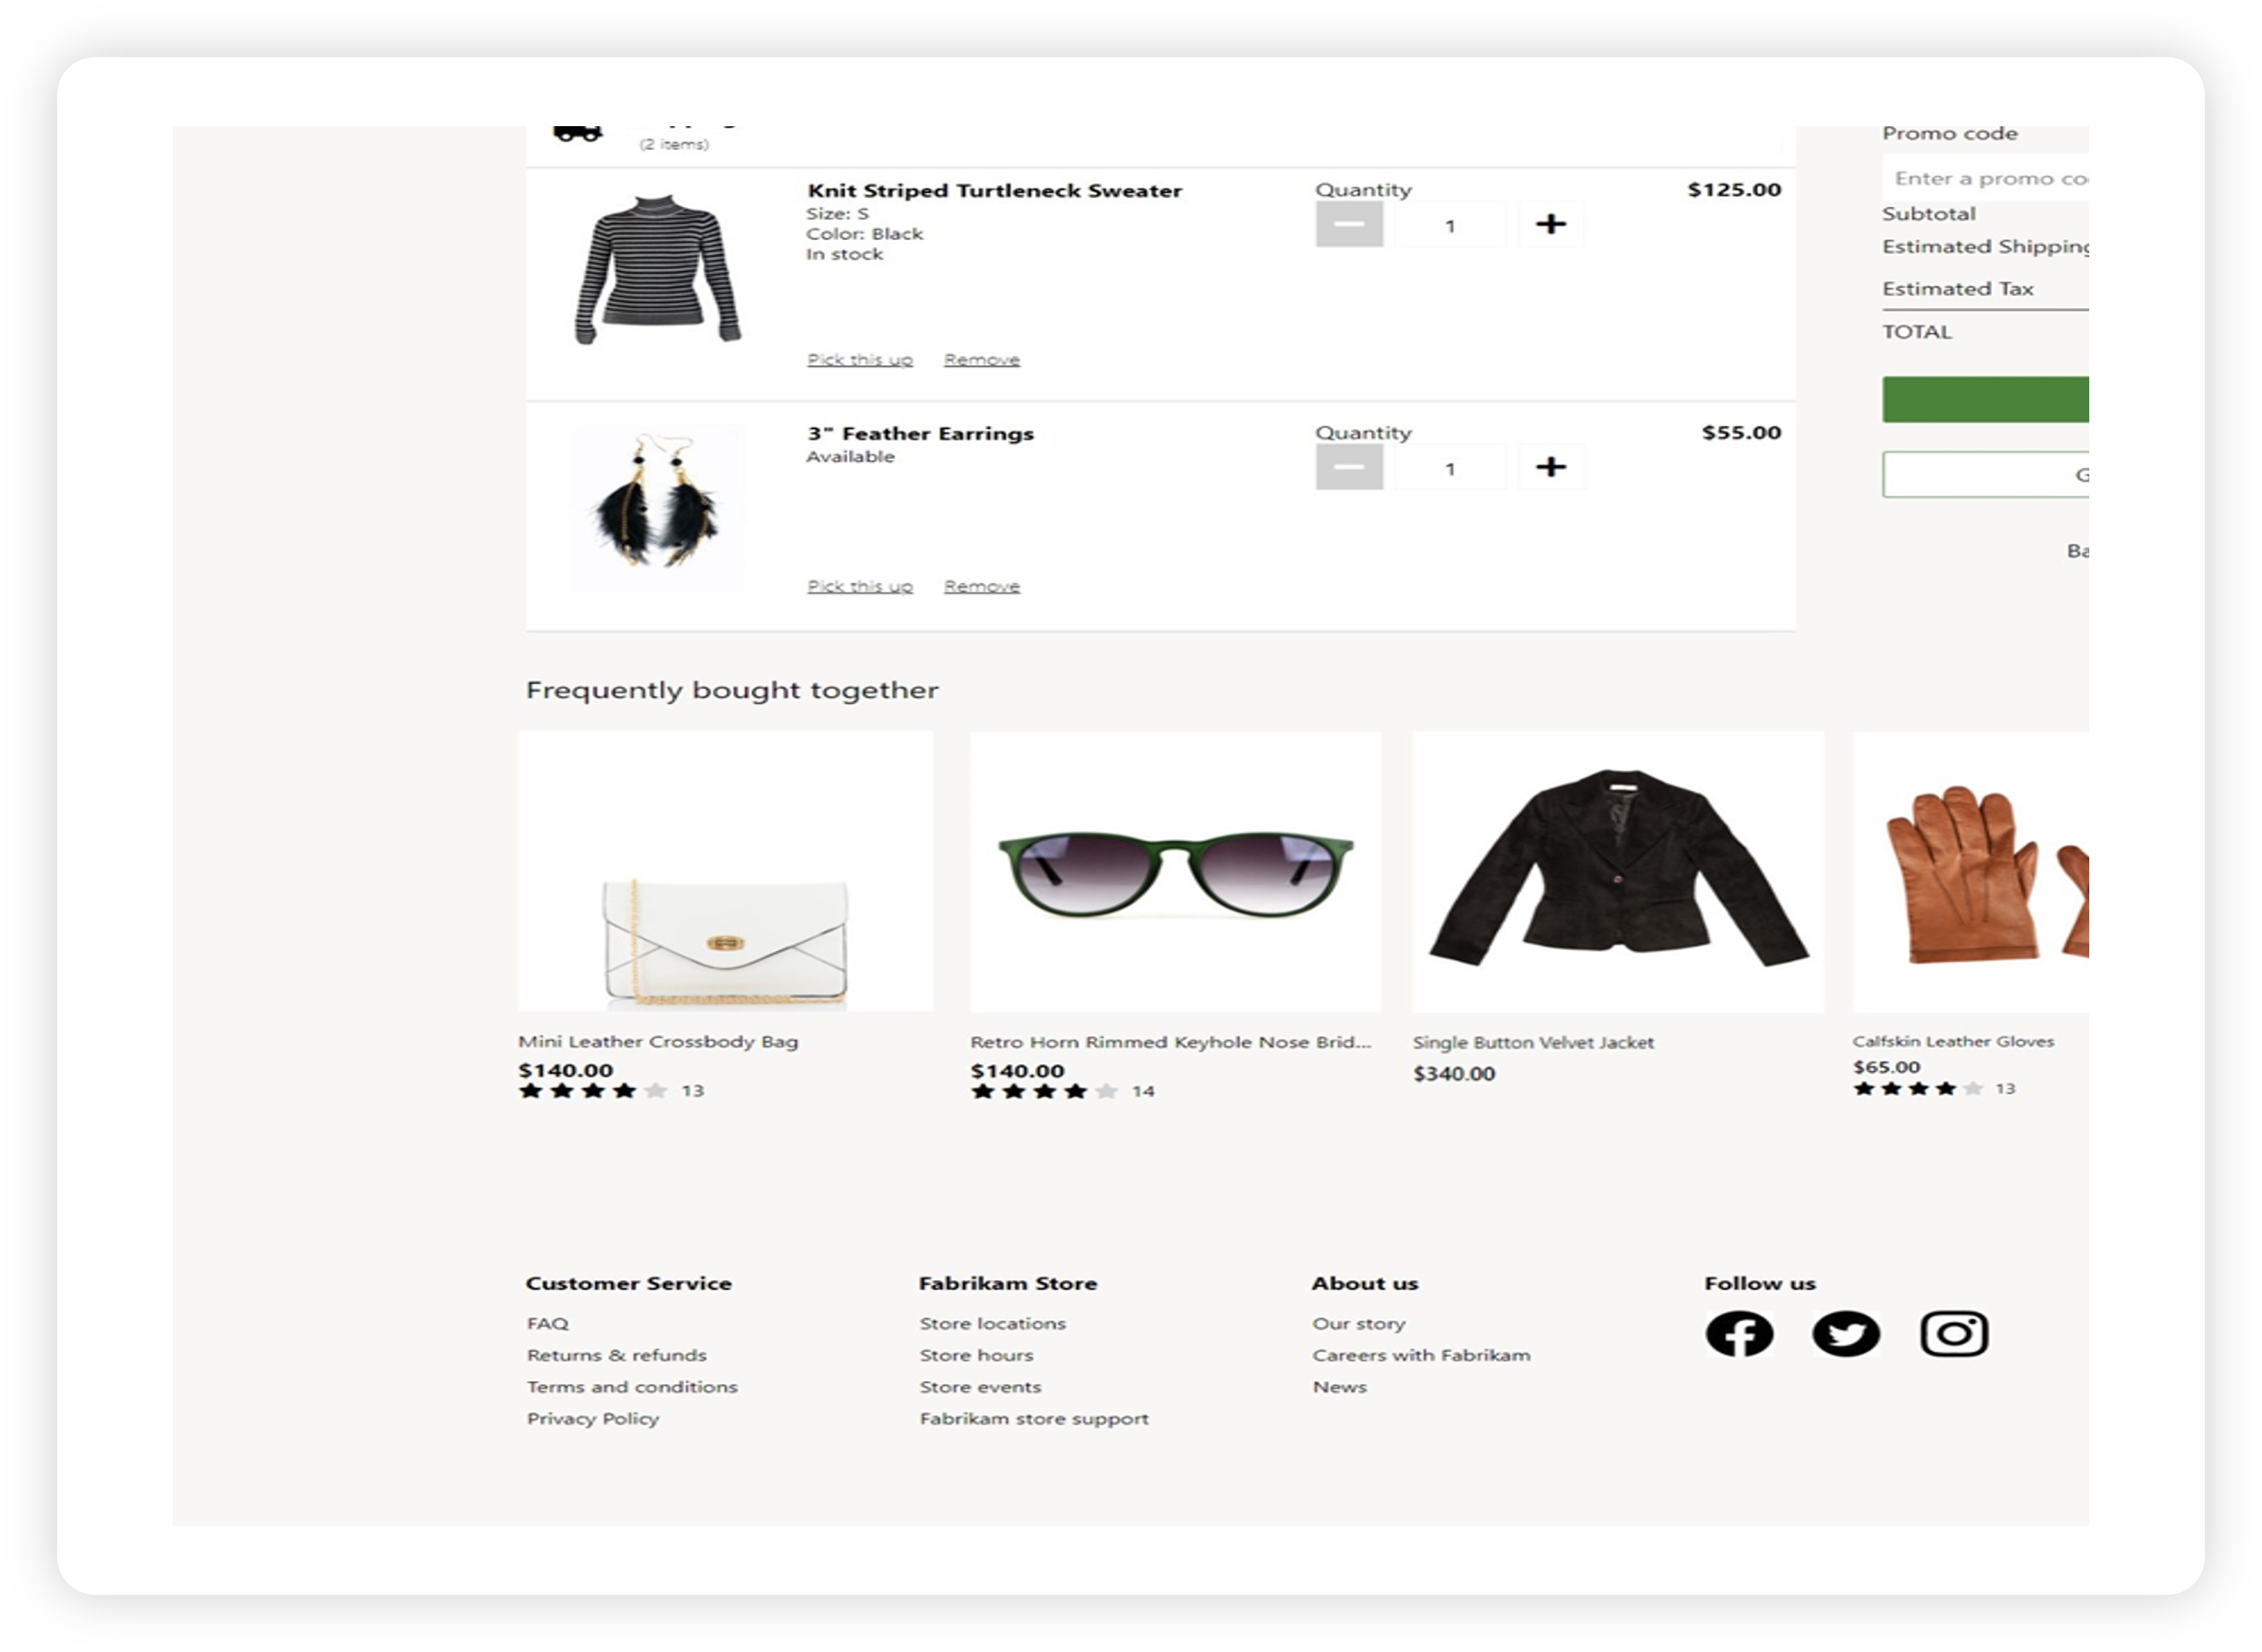 (2 items)
Knit Striped Turtleneck Sweater
Size: S
Color: Black
In stock
Pick this up Remove
Quantity
1
$125.00
3" Feather Earrings
Available
Pick this up Remove
Quantity
1
$55.00
Promo code
Enter a promo co
Subtotal
Estimated Shipping
Estimated Tax
TOTAL
G
Ba
Frequently bought together
Mini Leather Crossbody Bag
$140.00
13
Retro Horn Rimmed Keyhole Nose Brid...
$140.00
14
Single Button Velvet Jacket
$340.00
Calfskin Leather Gloves
$65.00
13
Customer Service
FAQ
Returns & refunds
Terms and conditions
Privacy Policy
Fabrikam Store
Store locations
Store hours
Store events
Fabrikam store support
About us
Our story
Careers with Fabrikam
News
Follow us